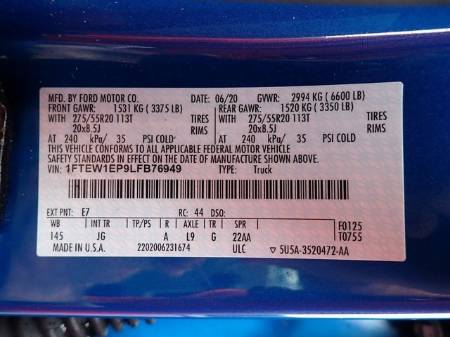 MFD. BY FORD MOTOR CO. 06/20 GVWR: 2994 KG ( 6600 LB)
FRONT GAWR: 1531 KG ( 3375 LB) REAR GAWR: 1520 KG ( 3350 LB)
WITH 275/55R20 113T TIRES WITH 275/55R20 113T TIRES
20x8.5J RIMS 20x8.5J RIMS
AT 240 kPa/ 35 PSI COLD AT 240 kPa/ 35 PSI COLD
THIS VEHICLE CONFORMS TO ALL APPLICABLE FEDERAL MOTOR VEHICLE
SAFETY STANDARDS IN EFFECT ON THE DATE OF MANUFACTURE SHOWN ABOVE.
VIN: 1FTEW1EP9LFB76949 TYPE: Truck
EXT PNT: E7 RC: 44 DSO:
WB INT TR TP/PS R AXLE TR SPR F0125
145 JG A L9 G 22AA T0755
MADE IN U.S.A. 2202006231674 ULC ▽ 5U5A-3520472-AA